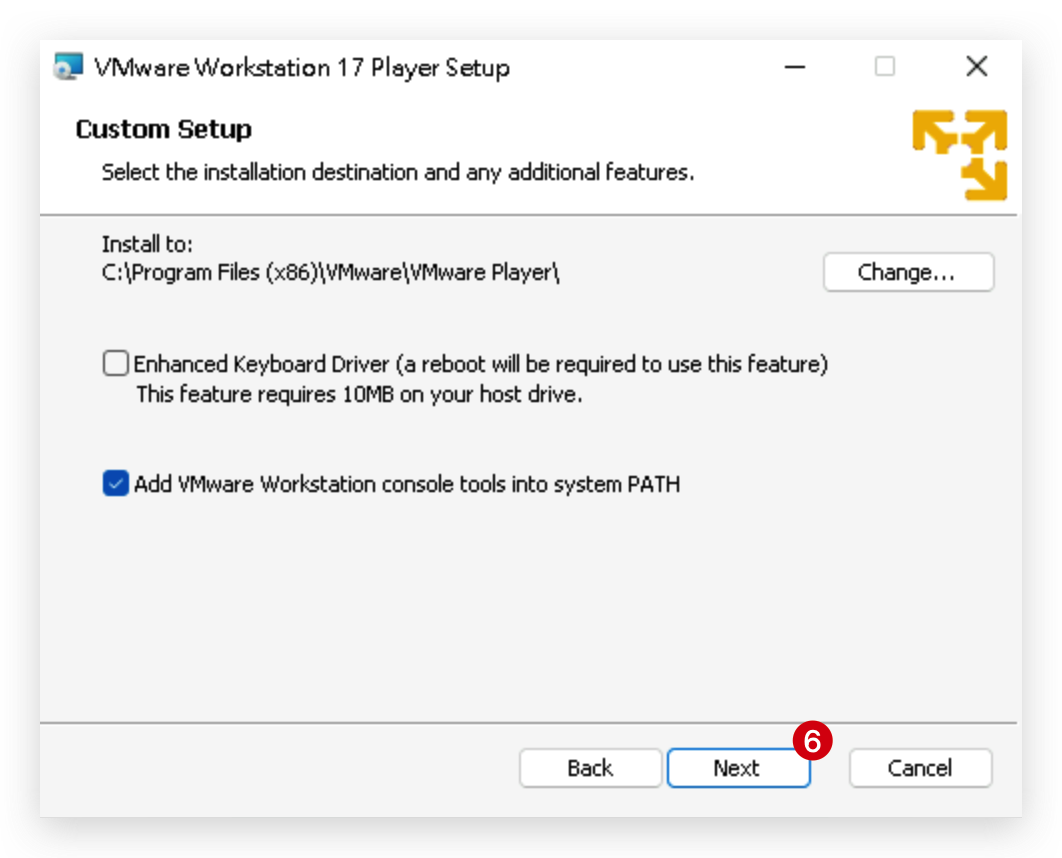 VMware Workstation 17 Player Setup
Custom Setup
Select the installation destination and any additional features.
Install to:
C:\Program Files (x86)\VMware\VMware Player\
Change...
Enhanced Keyboard Driver (a reboot will be required to use this feature)
This feature requires 10MB on your host drive.
Add VMware Workstation console tools into system PATH
6
Back
Next
Cancel